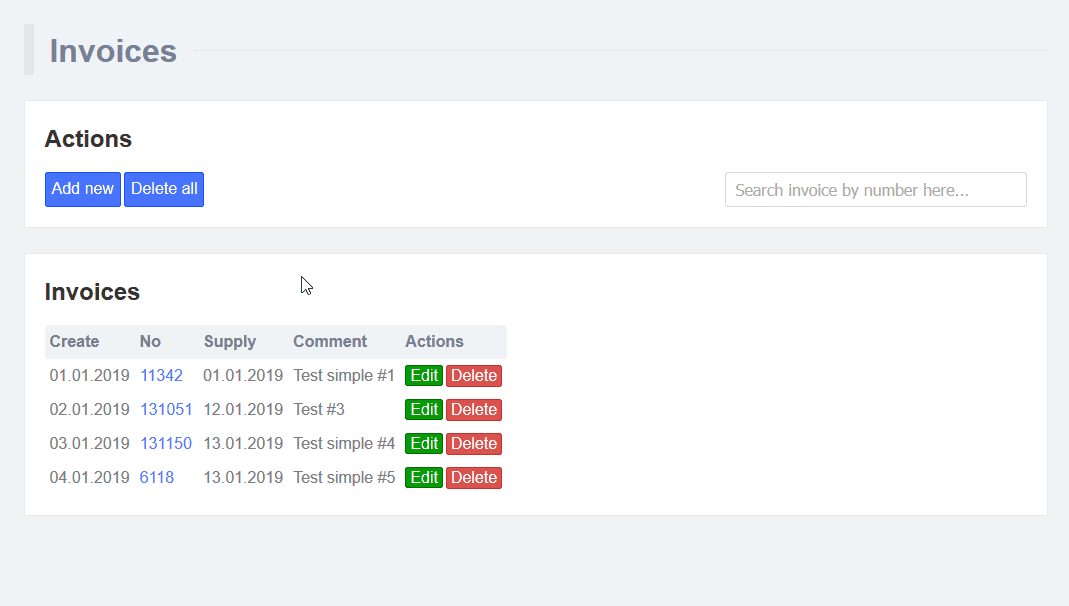 Invoices
Actions
Add new Delete all Search invoice by number here...
Invoices
Create No Supply Comment Actions
01.01.2019 11342 01.01.2019 Test simple #1 Edit Delete
02.01.2019 131051 12.01.2019 Test #3 Edit Delete
03.01.2019 131150 13.01.2019 Test simple #4 Edit Delete
04.01.2019 6118 13.01.2019 Test simple #5 Edit Delete